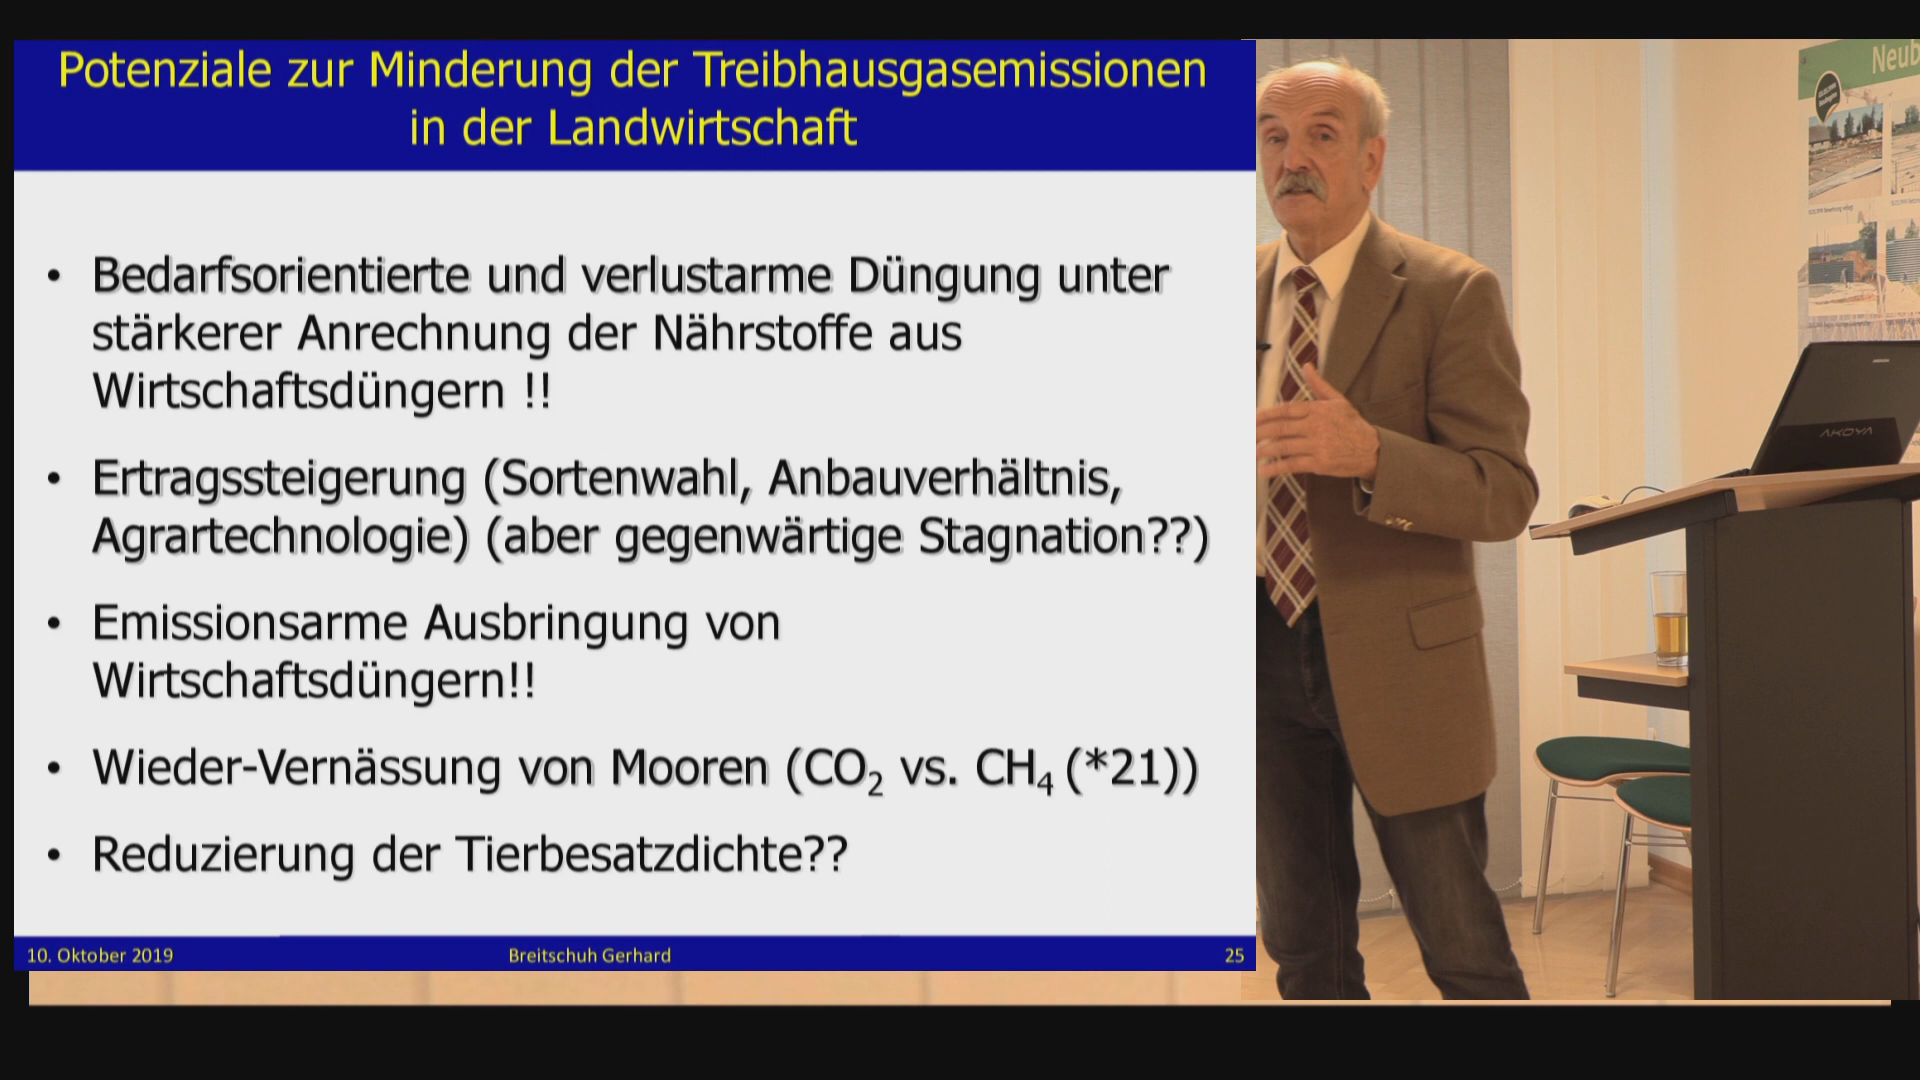 Potenziale zur Minderung der Treibhausgasemissionen
in der Landwirtschaft
• Bedarfsorientierte und verlustarme Düngung unter
stärkerer Anrechnung der Nährstoffe aus
Wirtschaftsdüngern !!
• Ertragssteigerung (Sortenwahl, Anbauverhältnis,
Agrartechnologie) (aber gegenwärtige Stagnation??)
• Emissionsarme Ausbringung von
Wirtschaftsdüngern!!
• Wieder-Vernässung von Mooren (CO₂ vs. CH₄ (*21))
• Reduzierung der Tierbesatzdichte??
10. Oktober 2019
Breitschuh Gerhard
25
Neub
AKOYA